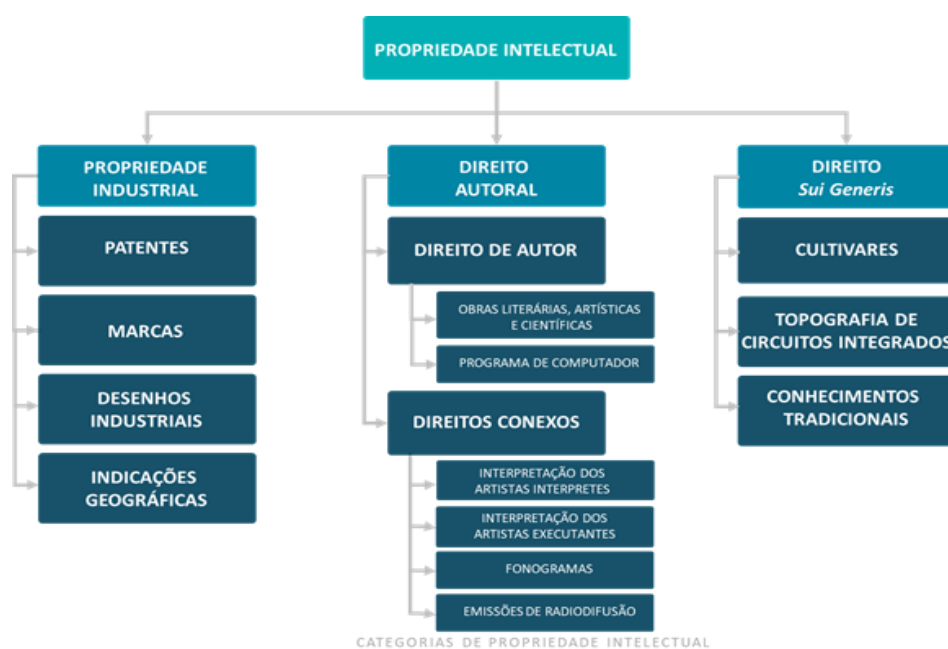 PROPRIEDADE INTELECTUAL
PROPRIEDADE
INDUSTRIAL
PATENTES
MARCAS
DESENHOS
INDUSTRIAIS
INDICAÇÕES
GEOGRÁFICAS
DIREITO
AUTORAL
DIREITO DE AUTOR
OBRAS LITERÁRIAS, ARTÍSTICAS
E CIENTÍFICAS
PROGRAMA DE COMPUTADOR
DIREITOS CONEXOS
INTERPRETAÇÃO DOS
ARTISTAS INTERPRETES
INTERPRETAÇÃO DOS
ARTISTAS EXECUTANTES
FONOGRAMAS
EMISSÕES DE RADIODIFUSÃO
DIREITO
Sui Generis
CULTIVARES
TOPOGRAFIA DE
CIRCUITOS INTEGRADOS
CONHECIMENTOS
TRADICIONAIS
CATEGORIAS DE PROPRIEDADE INTELECTUAL